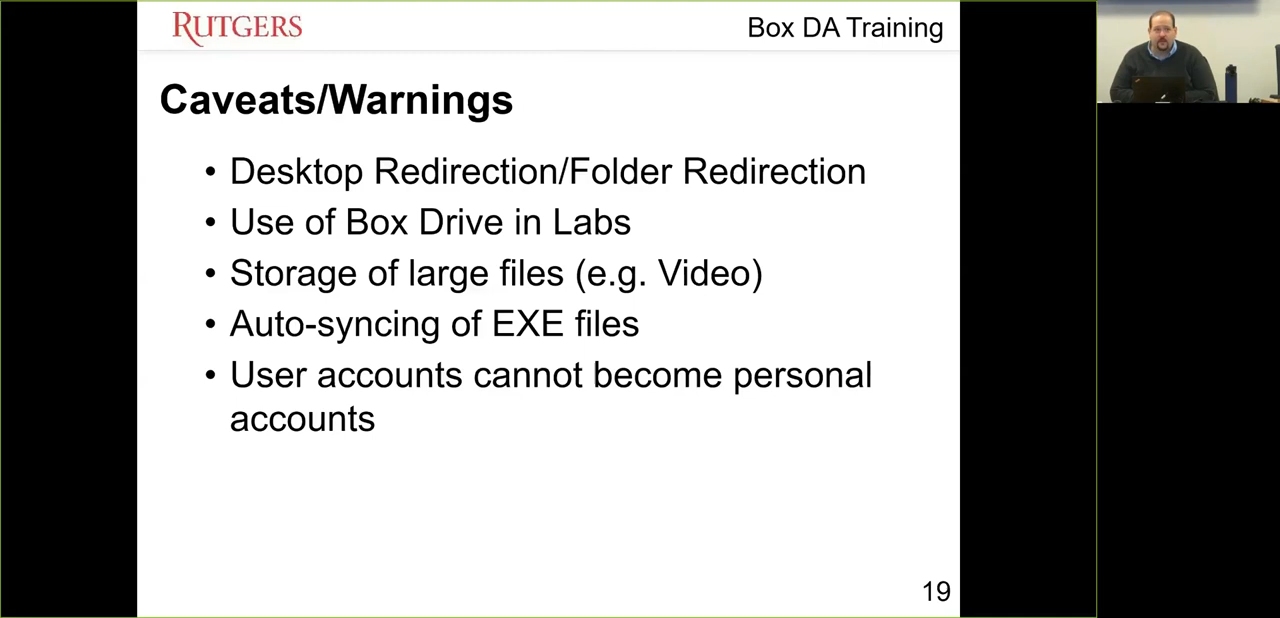 RUTGERS
Box DA Training
Caveats/Warnings
• Desktop Redirection/Folder Redirection
• Use of Box Drive in Labs
• Storage of large files (e.g. Video)
• Auto-syncing of EXE files
• User accounts cannot become personal
accounts
19